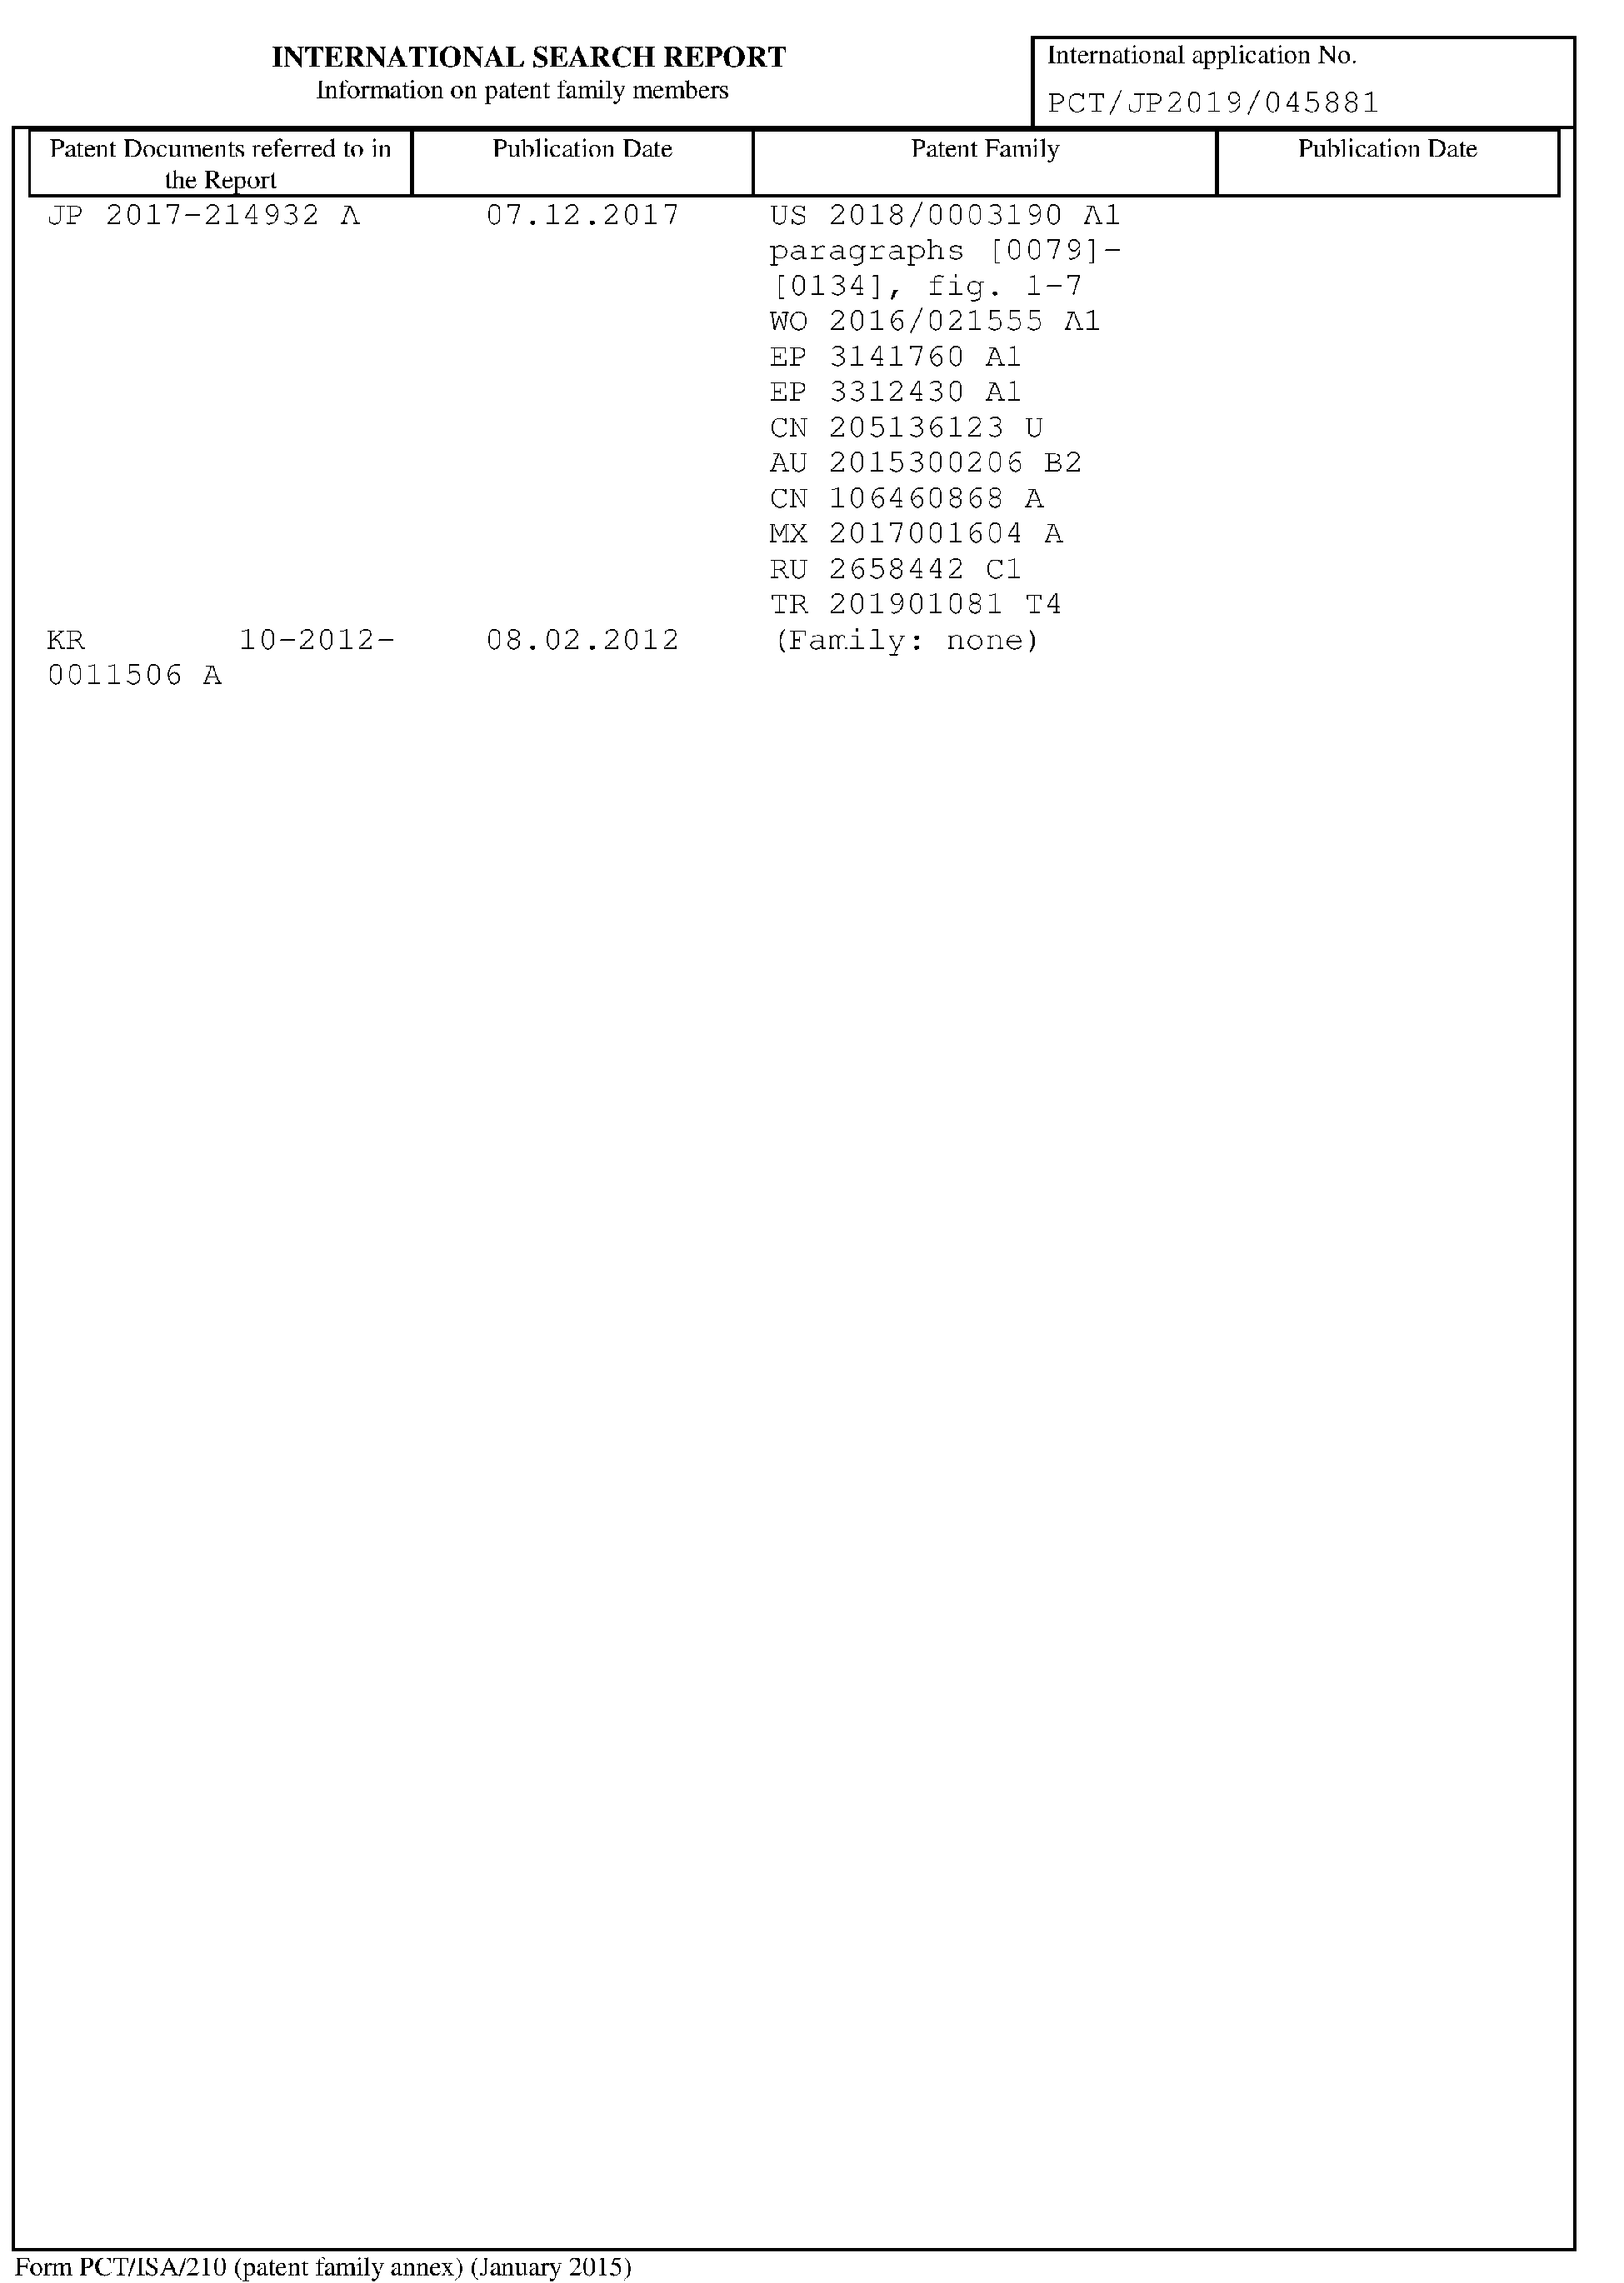 INTERNATIONAL SEARCH REPORT
Information on patent family members
International application No.
PCT/JP2019/045881
Patent Documents referred to in
the Report
Publication Date
Patent Family
Publication Date
JP 2017-214932 A 07.12.2017 US 2018/0003190 A1
paragraphs [0079]-
[0134], fig. 1-7
WO 2016/021555 A1
EP 3141760 A1
EP 3312430 A1
CN 205136123 U
AU 2015300206 B2
CN 106460868 A
MX 2017001604 A
RU 2658442 C1
TR 201901081 T4
KR 10-2012- 08.02.2012 (Family: none)
0011506 A
Form PCT/ISA/210 (patent family annex) (January 2015)